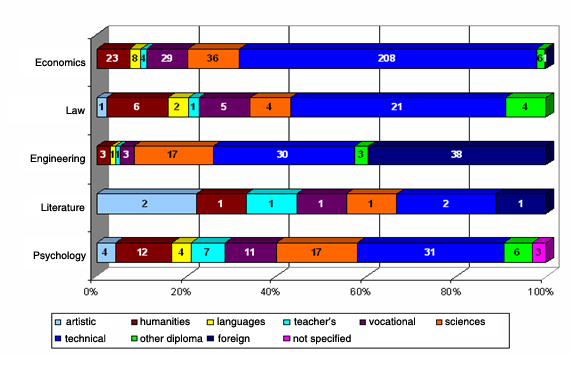 Economics 23 8 4 29 36 208 6 1
Law 1 6 2 1 5 4 21 4
Engineering 3 1 1 3 17 30 3 38
Literature 2 1 1 1 1 2 1
Psychology 4 12 4 7 11 17 31 6 3
0% 20% 40% 60% 80% 100%
artistic humanities languages teacher's vocational sciences
technical other diploma foreign not specified